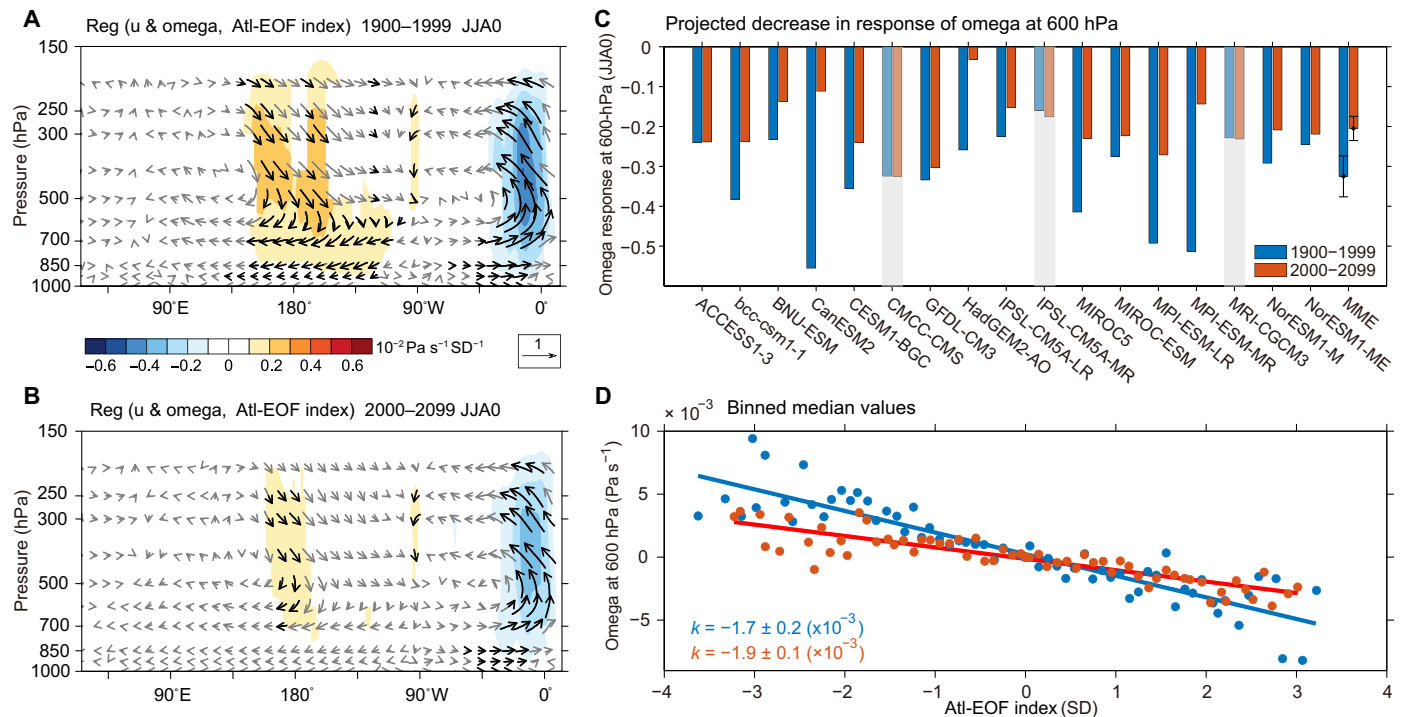 A
Reg (u & omega, Atl-EOF index) 1900–1999 JJA0
Pressure (hPa)
150
250
300
500
700
850
1000
90°E
180°
90°W
0°
−0.6
−0.4
−0.2
0
0.2
0.4
0.6
10−2 Pa s−1 SD−1
1
B
Reg (u & omega, Atl-EOF index) 2000–2099 JJA0
Pressure (hPa)
150
250
300
500
700
850
1000
90°E
180°
90°W
0°
C
Projected decrease in response of omega at 600 hPa
Omega response at 600-hPa (JJA0)
0
−0.1
−0.2
−0.3
−0.4
−0.5
1900−1999
2000−2099
ACCESS1-3
bcc-csm1-1
BNU-ESM
CanESM2
CESM1-BGC
CMCC-CMS
GFDL-CM3
HadGEM2-AO
IPSL-CM5A-LR
IPSL-CM5A-MR
MIROC5
MIROC-ESM
MPI-ESM-LR
MPI-ESM-MR
MRI-CGCM3
NorESM1-M
NorESM1-ME
MME
D
× 10−3
Binned median values
Omega at 600 hPa (Pa s−1)
10
5
0
−5
k = −1.7 ± 0.2 (x10−3)
k = −1.9 ± 0.1 (×10−3)
−4
−3
−2
−1
0
1
2
3
4
Atl-EOF index (SD)